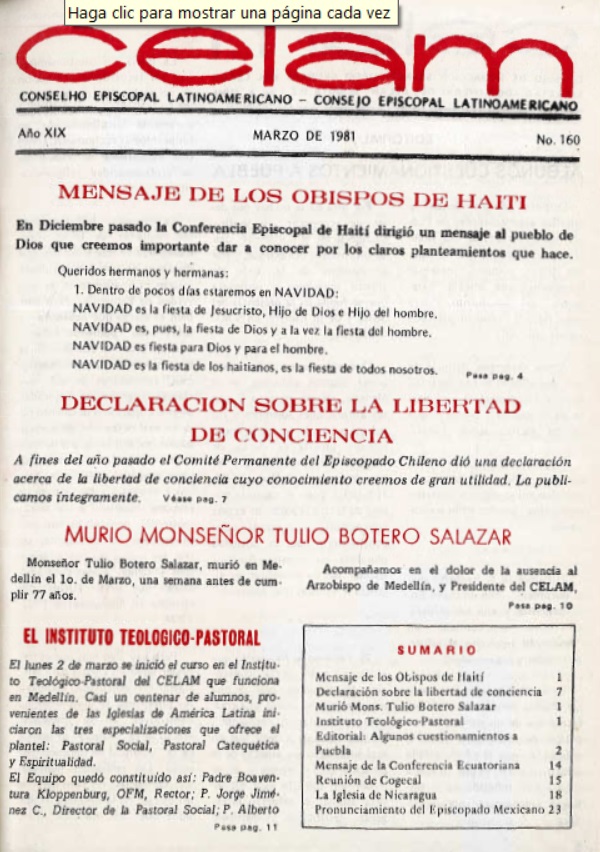 Haga clic para mostrar una página cada vez
celam
CONSELHO EPISCOPAL LATINOAMERICANO – CONSEJO EPISCOPAL LATINOAMERICANO
Año XIX MARZO DE 1981 No. 160
MENSAJE DE LOS OBISPOS DE HAITI
En Diciembre pasado la Conferencia Episcopal de Haití dirigió un mensaje al pueblo de
Dios que creemos importante dar a conocer por los claros planteamientos que hace.
Queridos hermanos y hermanas:
1. Dentro de pocos días estaremos en NAVIDAD:
NAVIDAD es la fiesta de Jesucristo, Hijo de Dios e Hijo del hombre.
NAVIDAD es, pues, la fiesta de Dios y a la vez la fiesta del hombre.
NAVIDAD es fiesta para Dios y para el hombre.
NAVIDAD es la fiesta de los haitianos, es la fiesta de todos nosotros.
Pasa pag. 4
DECLARACION SOBRE LA LIBERTAD
DE CONCIENCIA
A fines del año pasado el Comité Permanente del Episcopado Chileno dió una declaración
acerca de la libertad de conciencia cuyo conocimiento creemos de gran utilidad. La publi-
camos íntegramente. Véase pag. 7
MURIO MONSEÑOR TULIO BOTERO SALAZAR
Monseñor Tulio Botero Salazar, murió en Me-
dellín el 1o. de Marzo, una semana antes de cum-
plir 77 años.
Acompañamos en el dolor de la ausencia al
Arzobispo de Medellín, y Presidente del CELAM,
Pasa pag. 10
EL INSTITUTO TEOLOGICO-PASTORAL
El lunes 2 de marzo se inició el curso en el Institu-
to Teológico-Pastoral del CELAM que funciona
en Medellín. Casi un centenar de alumnos, pro-
venientes de las Iglesias de América Latina ini-
ciaron las tres especializaciones que ofrece el
plantel: Pastoral Social, Pastoral Catequética
y Espiritualidad.
El Equipo quedó constituído así: Padre Boaven-
tura Kloppenburg, OFM, Rector; P. Jorge Jimé-
nez C., Director de la Pastoral Social; P. Alberto
Pasa pag. 11
SUMARIO
Mensaje de los Obispos de Haití 1
Declaración sobre la libertad de conciencia 7
Murió Mons. Tulio Botero Salazar 1
Instituto Teológico-Pastoral 1
Editorial: Algunos cuestionamientos a
Puebla 2
Mensaje de la Conferencia Ecuatoriana 14
Reunión de Cogecal 15
La Iglesia de Nicaragua 18
Pronunciamiento del Episcopado Mexicano 23